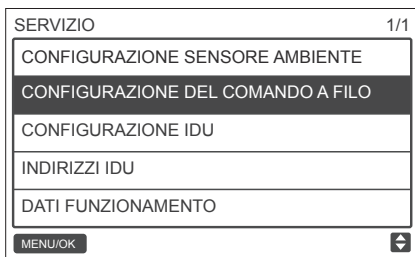 SERVIZIO 1/1
CONFIGURAZIONE SENSORE AMBIENTE
CONFIGURAZIONE DEL COMANDO A FILO
CONFIGURAZIONE IDU
INDIRIZZI IDU
DATI FUNZIONAMENTO
MENU/OK